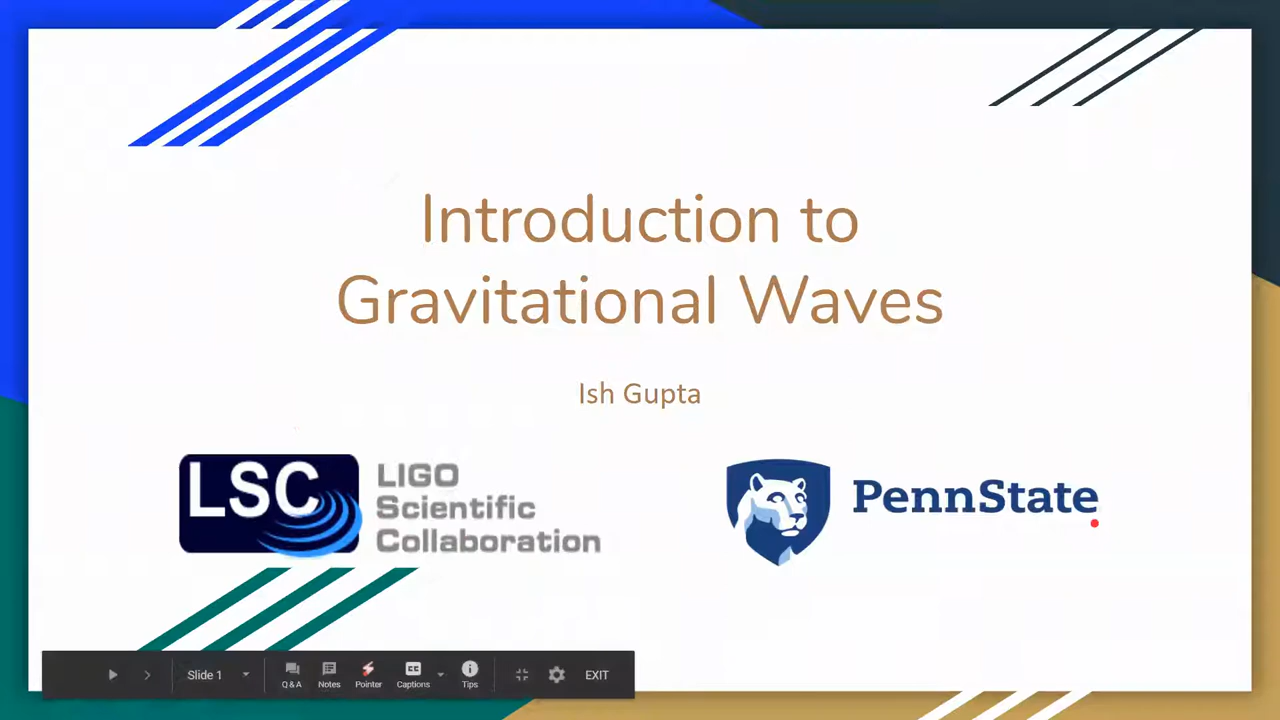 Introduction to
Gravitational Waves
Ish Gupta
LSC
LIGO
Scientific
Collaboration
PennState
Slide 1
Q & A
Notes
Pointer
CC
Captions
Tips
EXIT